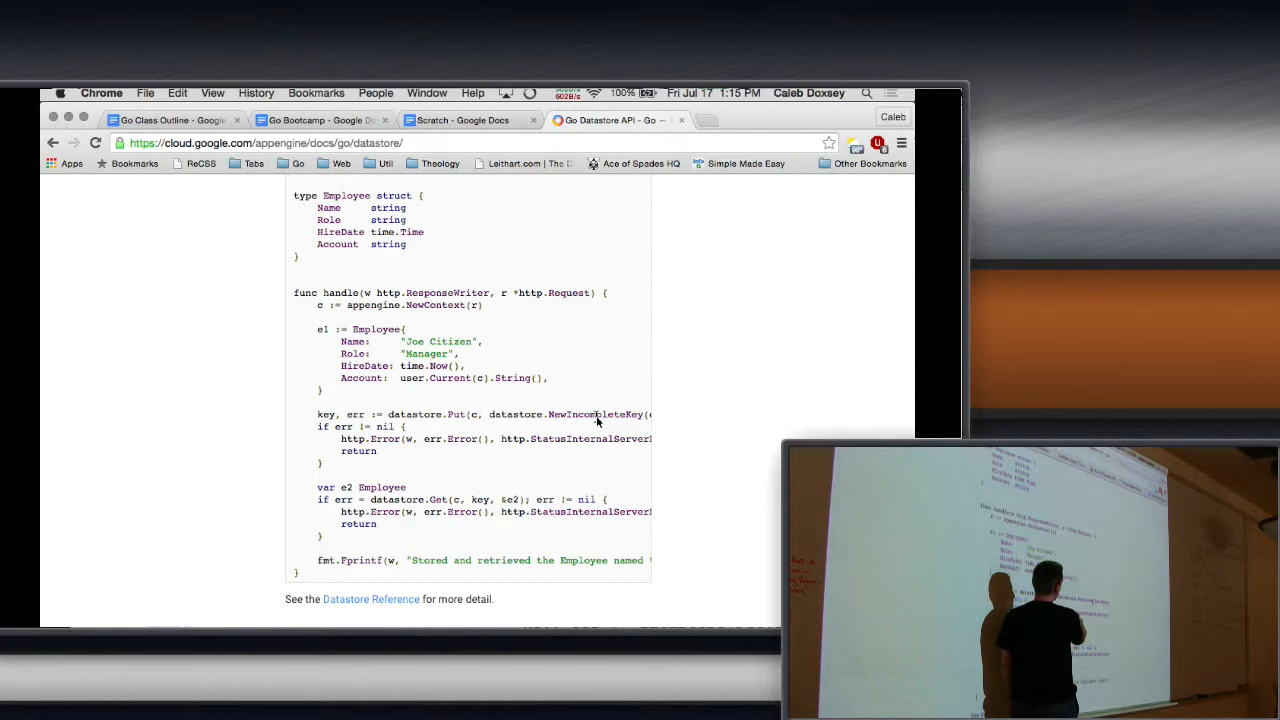 Chrome File Edit View History Bookmarks People Window Help 602B/s 100% Fri Jul 17 1:15 PM Caleb Doxsey
Go Class Outline - Google Go Bootcamp - Google Do Scratch - Google Docs Go Datastore API - Go — Caleb
https://cloud.google.com/appengine/docs/go/datastore/
Apps Bookmarks ReCSS Tabs Go Web Util Theology Leithart.com | The D Ace of Spades HQ Simple Made Easy Other Bookmarks
type Employee struct {
Name string
Role string
HireDate time.Time
Account string
}
func handle(w http.ResponseWriter, r *http.Request) {
c := appengine.NewContext(r)
e1 := Employee{
Name: "Joe Citizen",
Role: "Manager",
HireDate: time.Now(),
Account: user.Current(c).String(),
}
key, err := datastore.Put(c, datastore.NewIncompleteKey(
if err != nil {
http.Error(w, err.Error(), http.StatusInternalServer
return
}
var e2 Employee
if err = datastore.Get(c, key, &e2); err != nil {
http.Error(w, err.Error(), http.StatusInternalServer
return
}
fmt.Fprintf(w, "Stored and retrieved the Employee named
}
See the Datastore Reference for more detail.